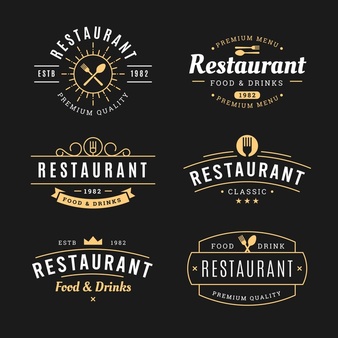 RESTAURANT
ESTB 1982
PREMIUM QUALITY
PREMIUM MENU
Restaurant
FOOD & DRINKS
1982
PREMIUM MENU
RESTAURANT
1982
FOOD & DRINKS
RESTAURANT
CLASSIC
ESTB 1982
RESTAURANT
Food & Drinks
FOOD DRINK
RESTAURANT
PREMIUM QUALITY